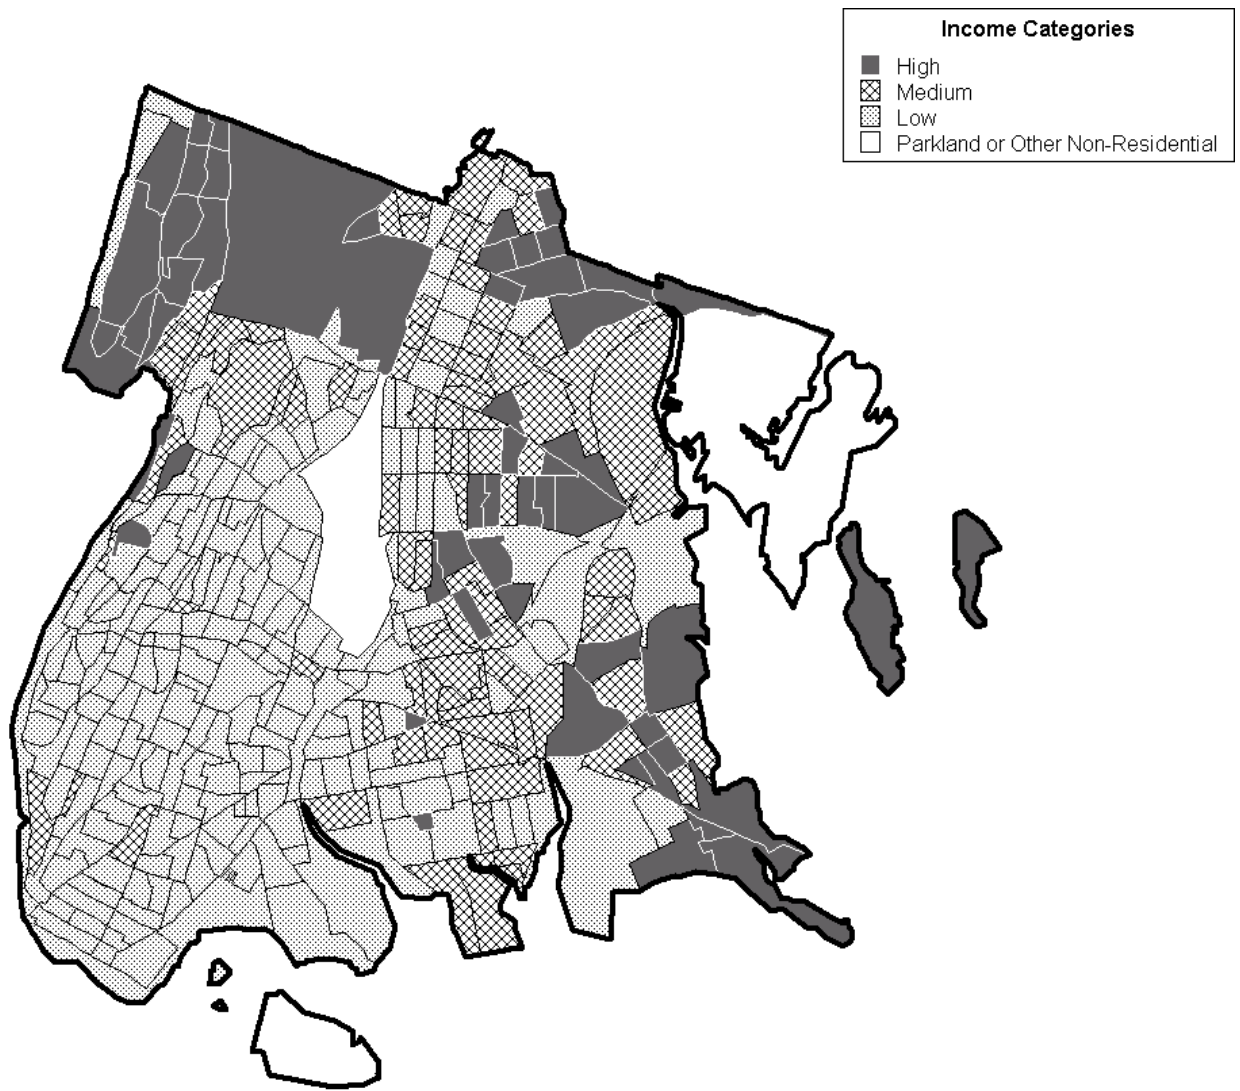 Income Categories
High
Medium
Low
Parkland or Other Non-Residential